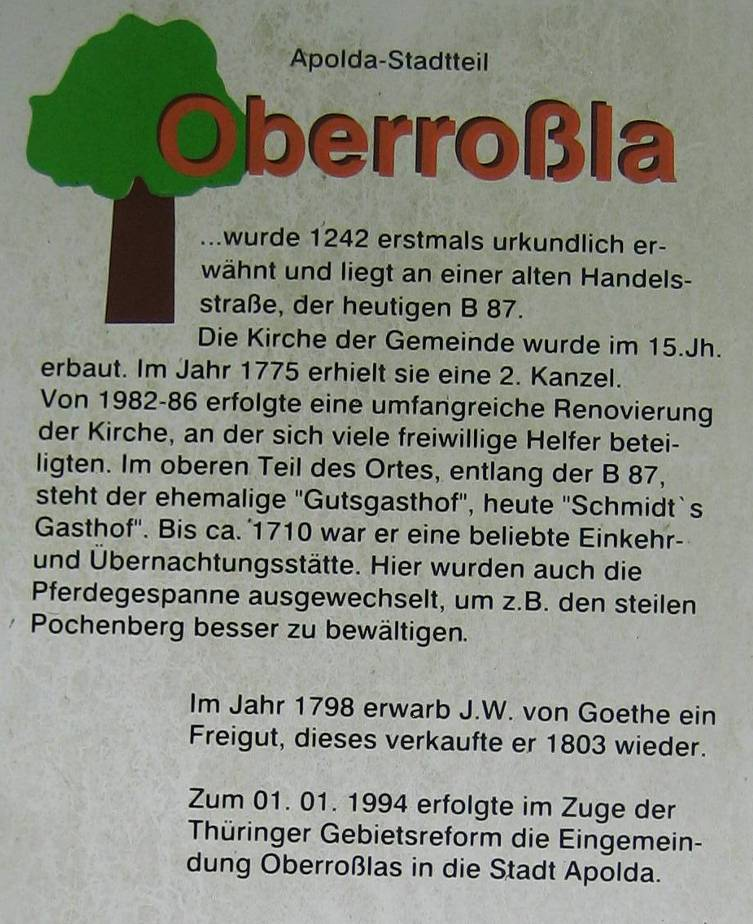 Apolda-Stadtteil
Oberroßla
...wurde 1242 erstmals urkundlich er-
wähnt und liegt an einer alten Handels-
straße, der heutigen B 87.
Die Kirche der Gemeinde wurde im 15.Jh.
erbaut. Im Jahr 1775 erhielt sie eine 2. Kanzel.
Von 1982-86 erfolgte eine umfangreiche Renovierung
der Kirche, an der sich viele freiwillige Helfer betei-
ligten. Im oberen Teil des Ortes, entlang der B 87,
steht der ehemalige "Gutsgasthof", heute "Schmidt`s
Gasthof". Bis ca. 1710 war er eine beliebte Einkehr-
und Übernachtungsstätte. Hier wurden auch die
Pferdegespanne ausgewechselt, um z.B. den steilen
Pochenberg besser zu bewältigen.
Im Jahr 1798 erwarb J.W. von Goethe ein
Freigut, dieses verkaufte er 1803 wieder.
Zum 01. 01. 1994 erfolgte im Zuge der
Thüringer Gebietsreform die Eingemein-
dung Oberroßlas in die Stadt Apolda.